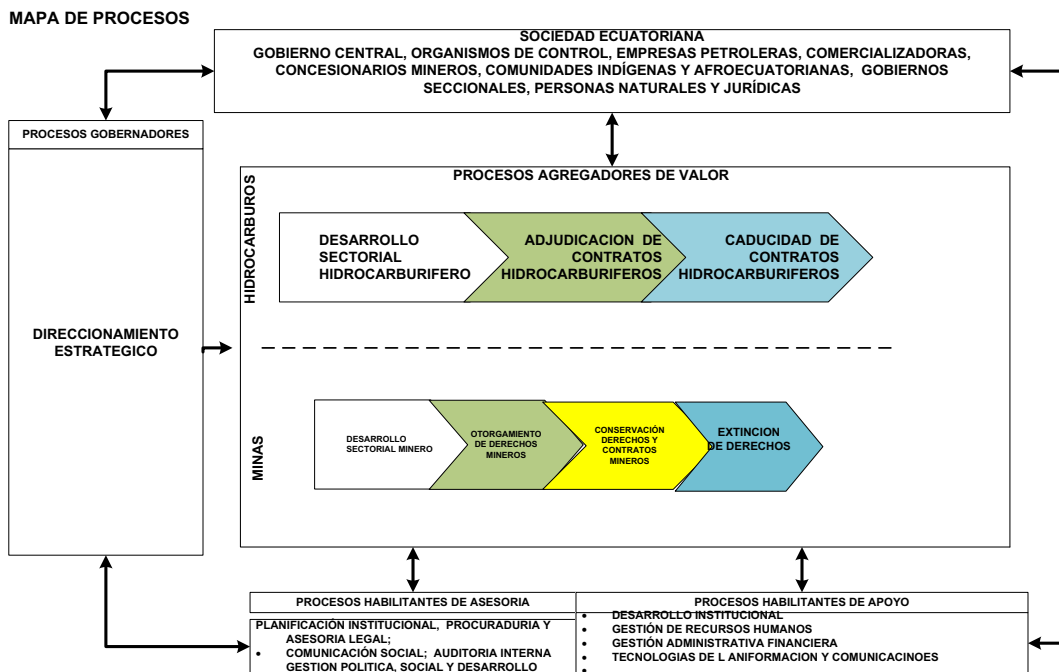 MAPA DE PROCESOS
SOCIEDAD ECUATORIANA
GOBIERNO CENTRAL, ORGANISMOS DE CONTROL, EMPRESAS PETROLERAS, COMERCIALIZADORAS,
CONCESIONARIOS MINEROS, COMUNIDADES INDÍGENAS Y AFROECUATORIANAS, GOBIERNOS
SECCIONALES, PERSONAS NATURALES Y JURÍDICAS
PROCESOS GOBERNADORES
DIRECCIONAMIENTO
ESTRATEGICO
PROCESOS AGREGADORES DE VALOR
HIDROCARBUROS
DESARROLLO
SECTORIAL
HIDROCARBURIFERO
ADJUDICACION DE
CONTRATOS
HIDROCARBURIFEROS
CADUCIDAD DE
CONTRATOS
HIDROCARBURIFEROS
MINAS
DESARROLLO
SECTORIAL MINERO
OTORGAMIENTO
DE DERECHOS
MINEROS
CONSERVACIÓN
DERECHOS Y
CONTRATOS
MINEROS
EXTINCION
DE DERECHOS
PROCESOS HABILITANTES DE ASESORIA
PLANIFICACIÓN INSTITUCIONAL, PROCURADURIA Y
ASESORIA LEGAL;
• COMUNICACIÓN SOCIAL; AUDITORIA INTERNA
GESTION POLITICA, SOCIAL Y DESARROLLO
PROCESOS HABILITANTES DE APOYO
• DESARROLLO INSTITUCIONAL
• GESTIÓN DE RECURSOS HUMANOS
• GESTIÓN ADMINISTRATIVA FINANCIERA
• TECNOLOGIAS DE L ANIFORMACION Y COMUNICACINOES
•